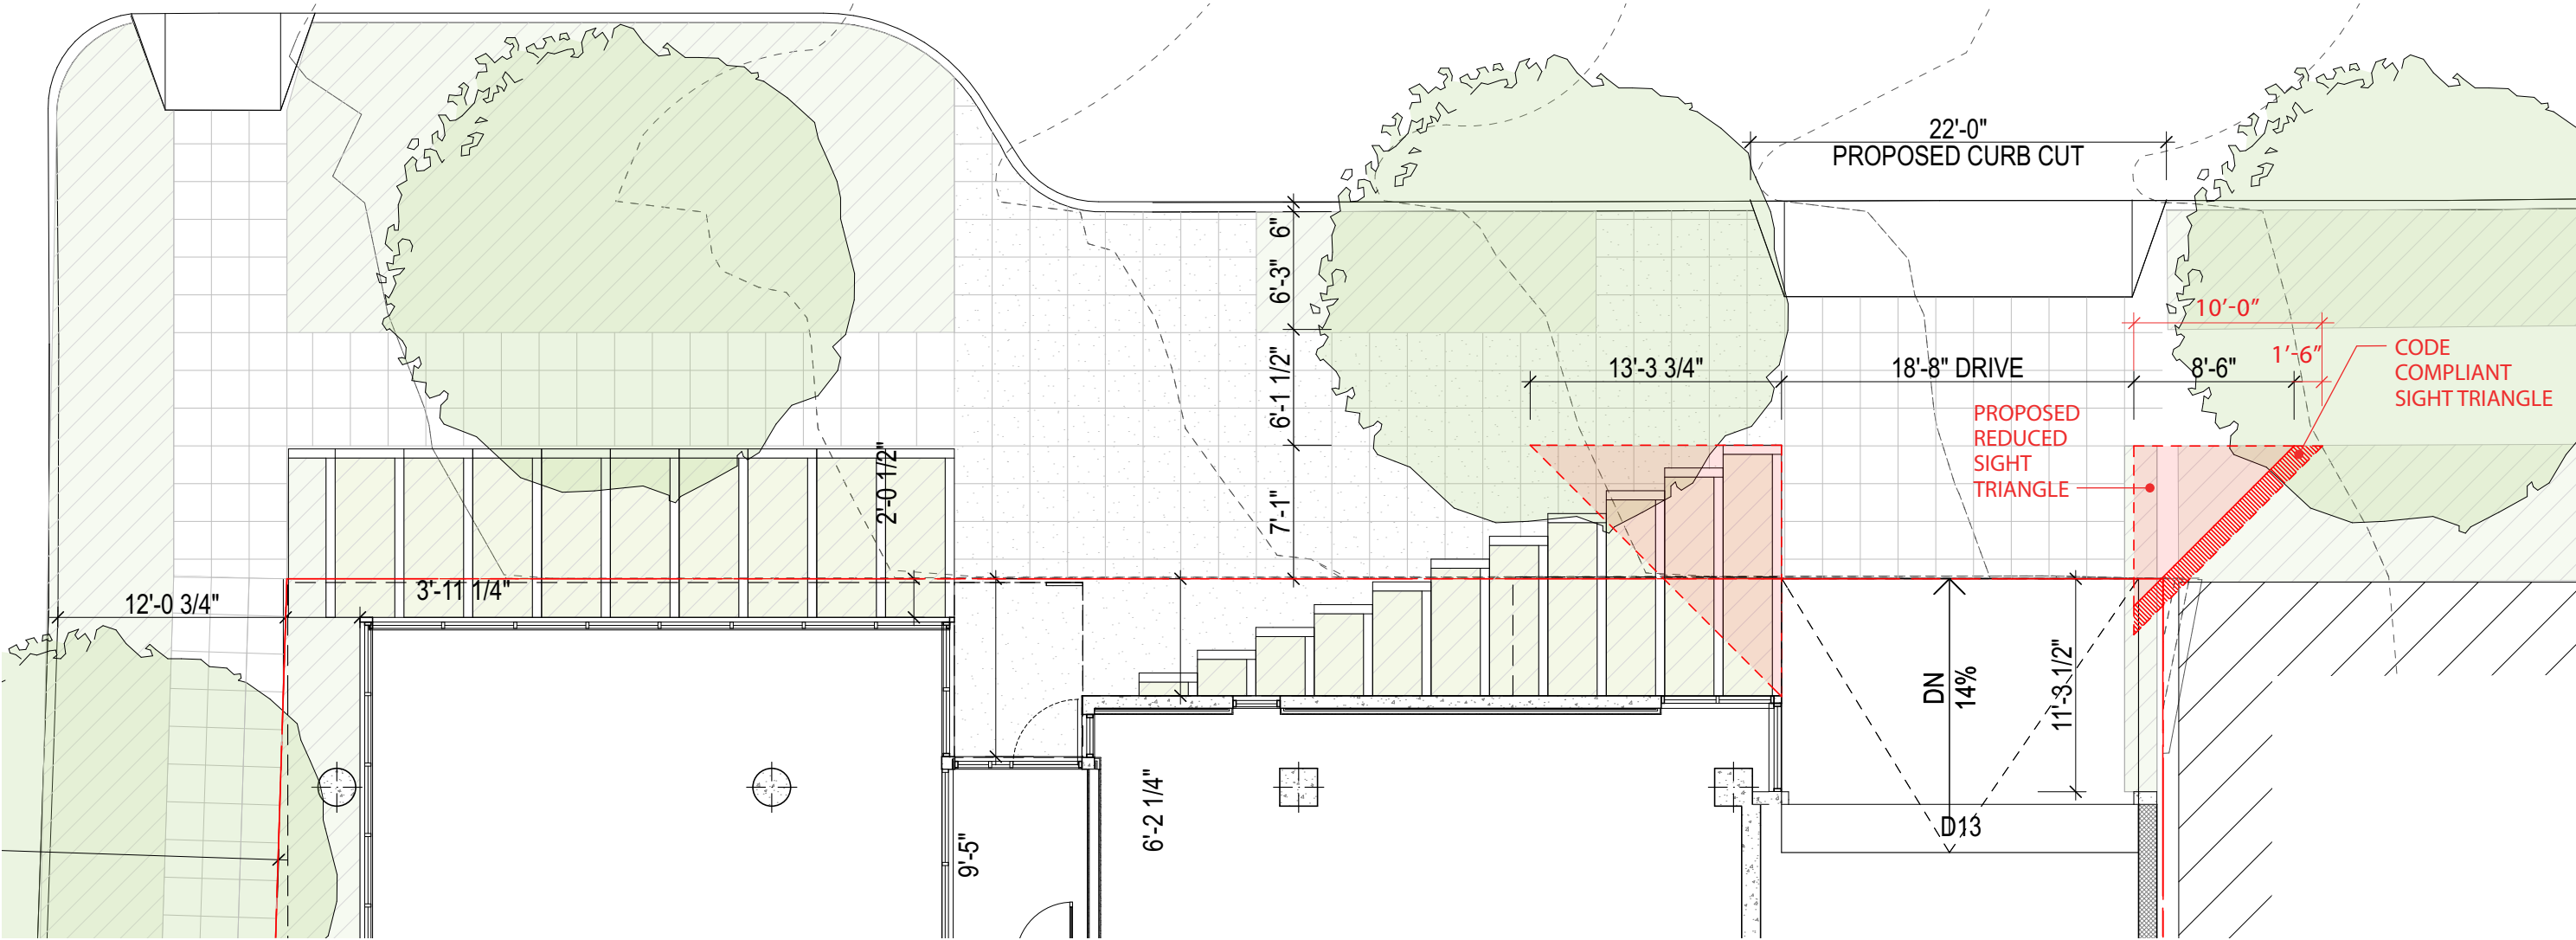 22'-0"
PROPOSED CURB CUT
6"
6'-3"
6'-1 1/2"
7'-1"
10'-0"
1'-6"
CODE
COMPLIANT
SIGHT TRIANGLE
13'-3 3/4"
18'-8" DRIVE
8'-6"
PROPOSED
REDUCED
SIGHT
TRIANGLE
2'-0 1/2"
3'-11 1/4"
12'-0 3/4"
DN
14%
11'-3 1/2"
D13
6'-2 1/4"
9'-5"